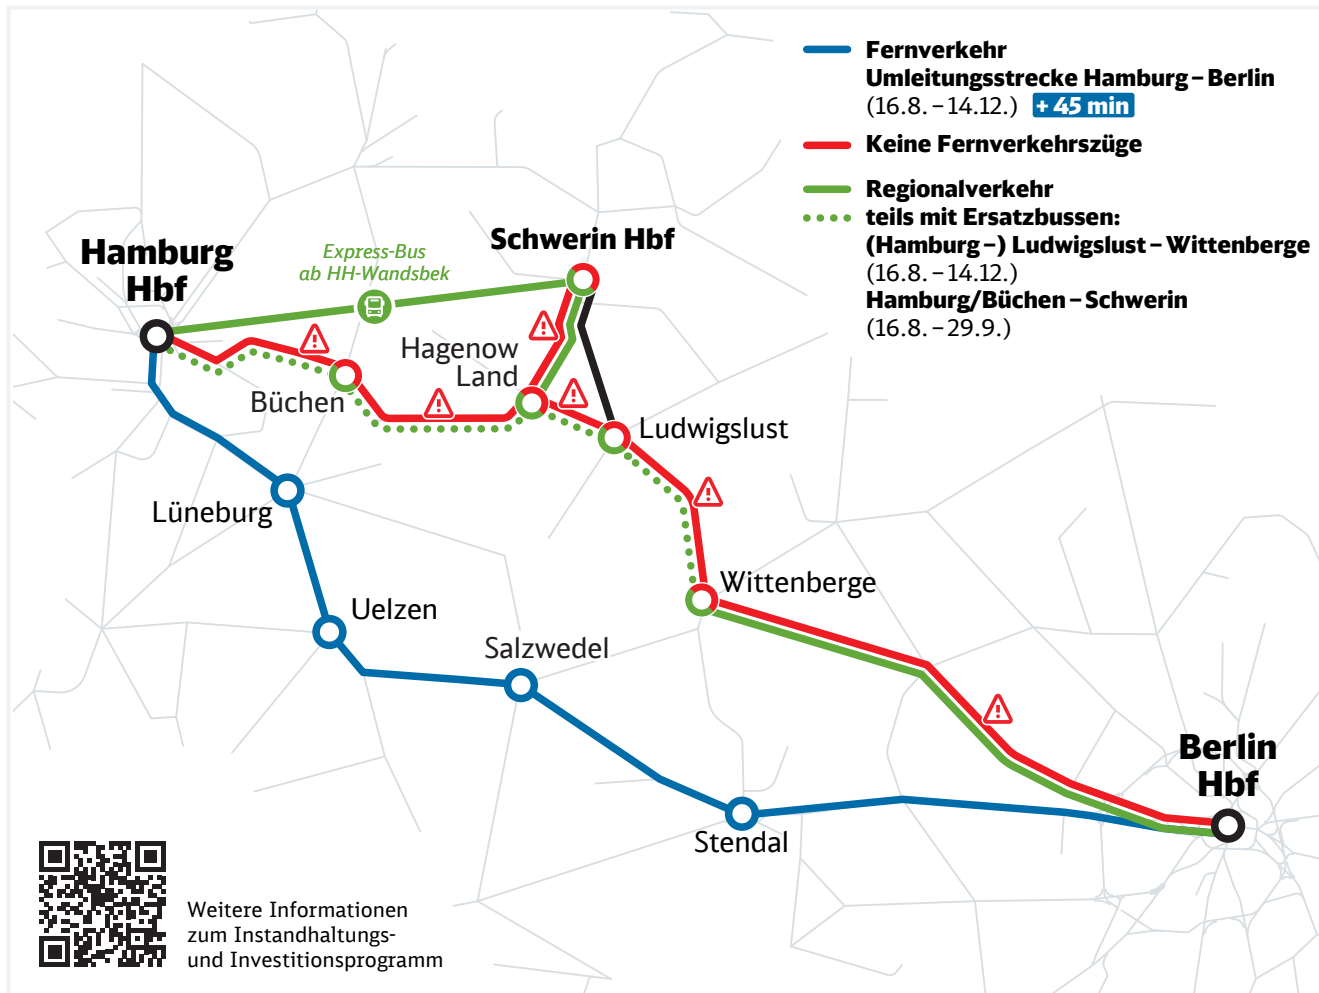 Fernverkehr
Umleitungsstrecke Hamburg – Berlin
(16.8. – 14.12.) + 45 min
Keine Fernverkehrszüge
Regionalverkehr
teils mit Ersatzbussen:
(Hamburg –) Ludwigslust – Wittenberge
(16.8. – 14.12.)
Hamburg/Büchen – Schwerin
(16.8. – 29.9.)
Hamburg
Hbf
Express-Bus
ab HH-Wandsbek
Schwerin Hbf
Hagenow
Land
Büchen
Ludwigslust
Lüneburg
Wittenberge
Uelzen
Salzwedel
Berlin
Hbf
Stendal
Weitere Informationen
zum Instandhaltungs-
und Investitionsprogramm